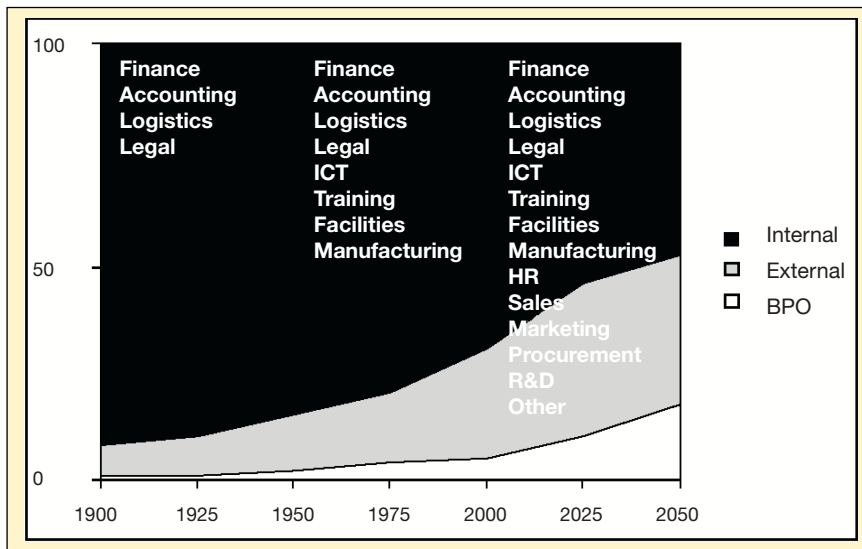 100
50
0
Finance
Accounting
Logistics
Legal
Finance
Accounting
Logistics
Legal
ICT
Training
Facilities
Manufacturing
Finance
Accounting
Logistics
Legal
ICT
Training
Facilities
Manufacturing
HR
Sales
Marketing
Procurement
R&D
Other
Internal
External
BPO
1900 1925 1950 1975 2000 2025 2050